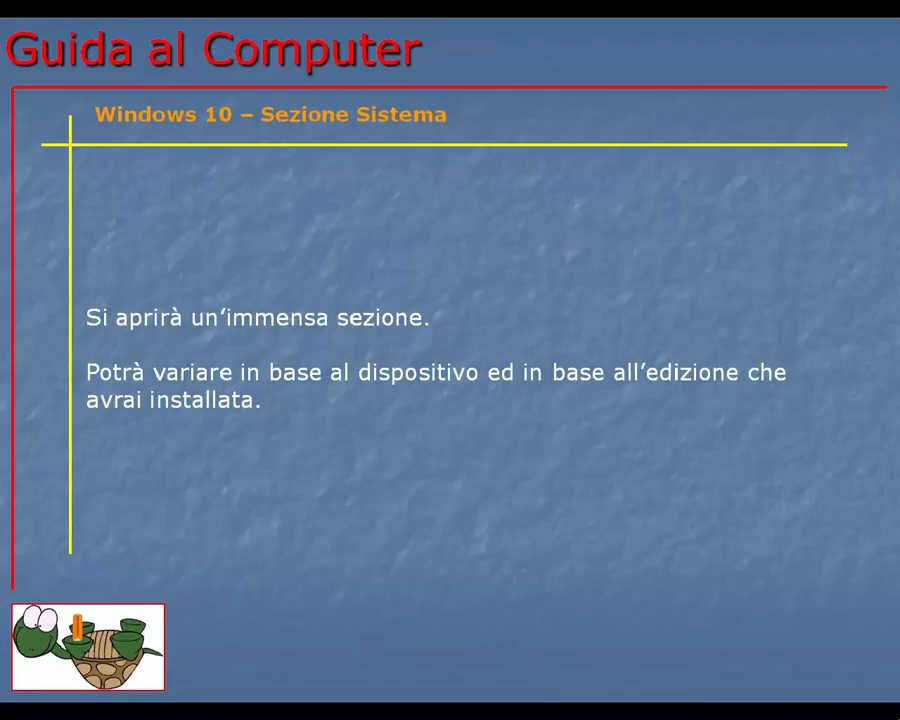 Guida al Computer
Windows 10 – Sezione Sistema
Si aprirà un’immensa sezione.
Potrà variare in base al dispositivo ed in base all’edizione che
avrai installata.